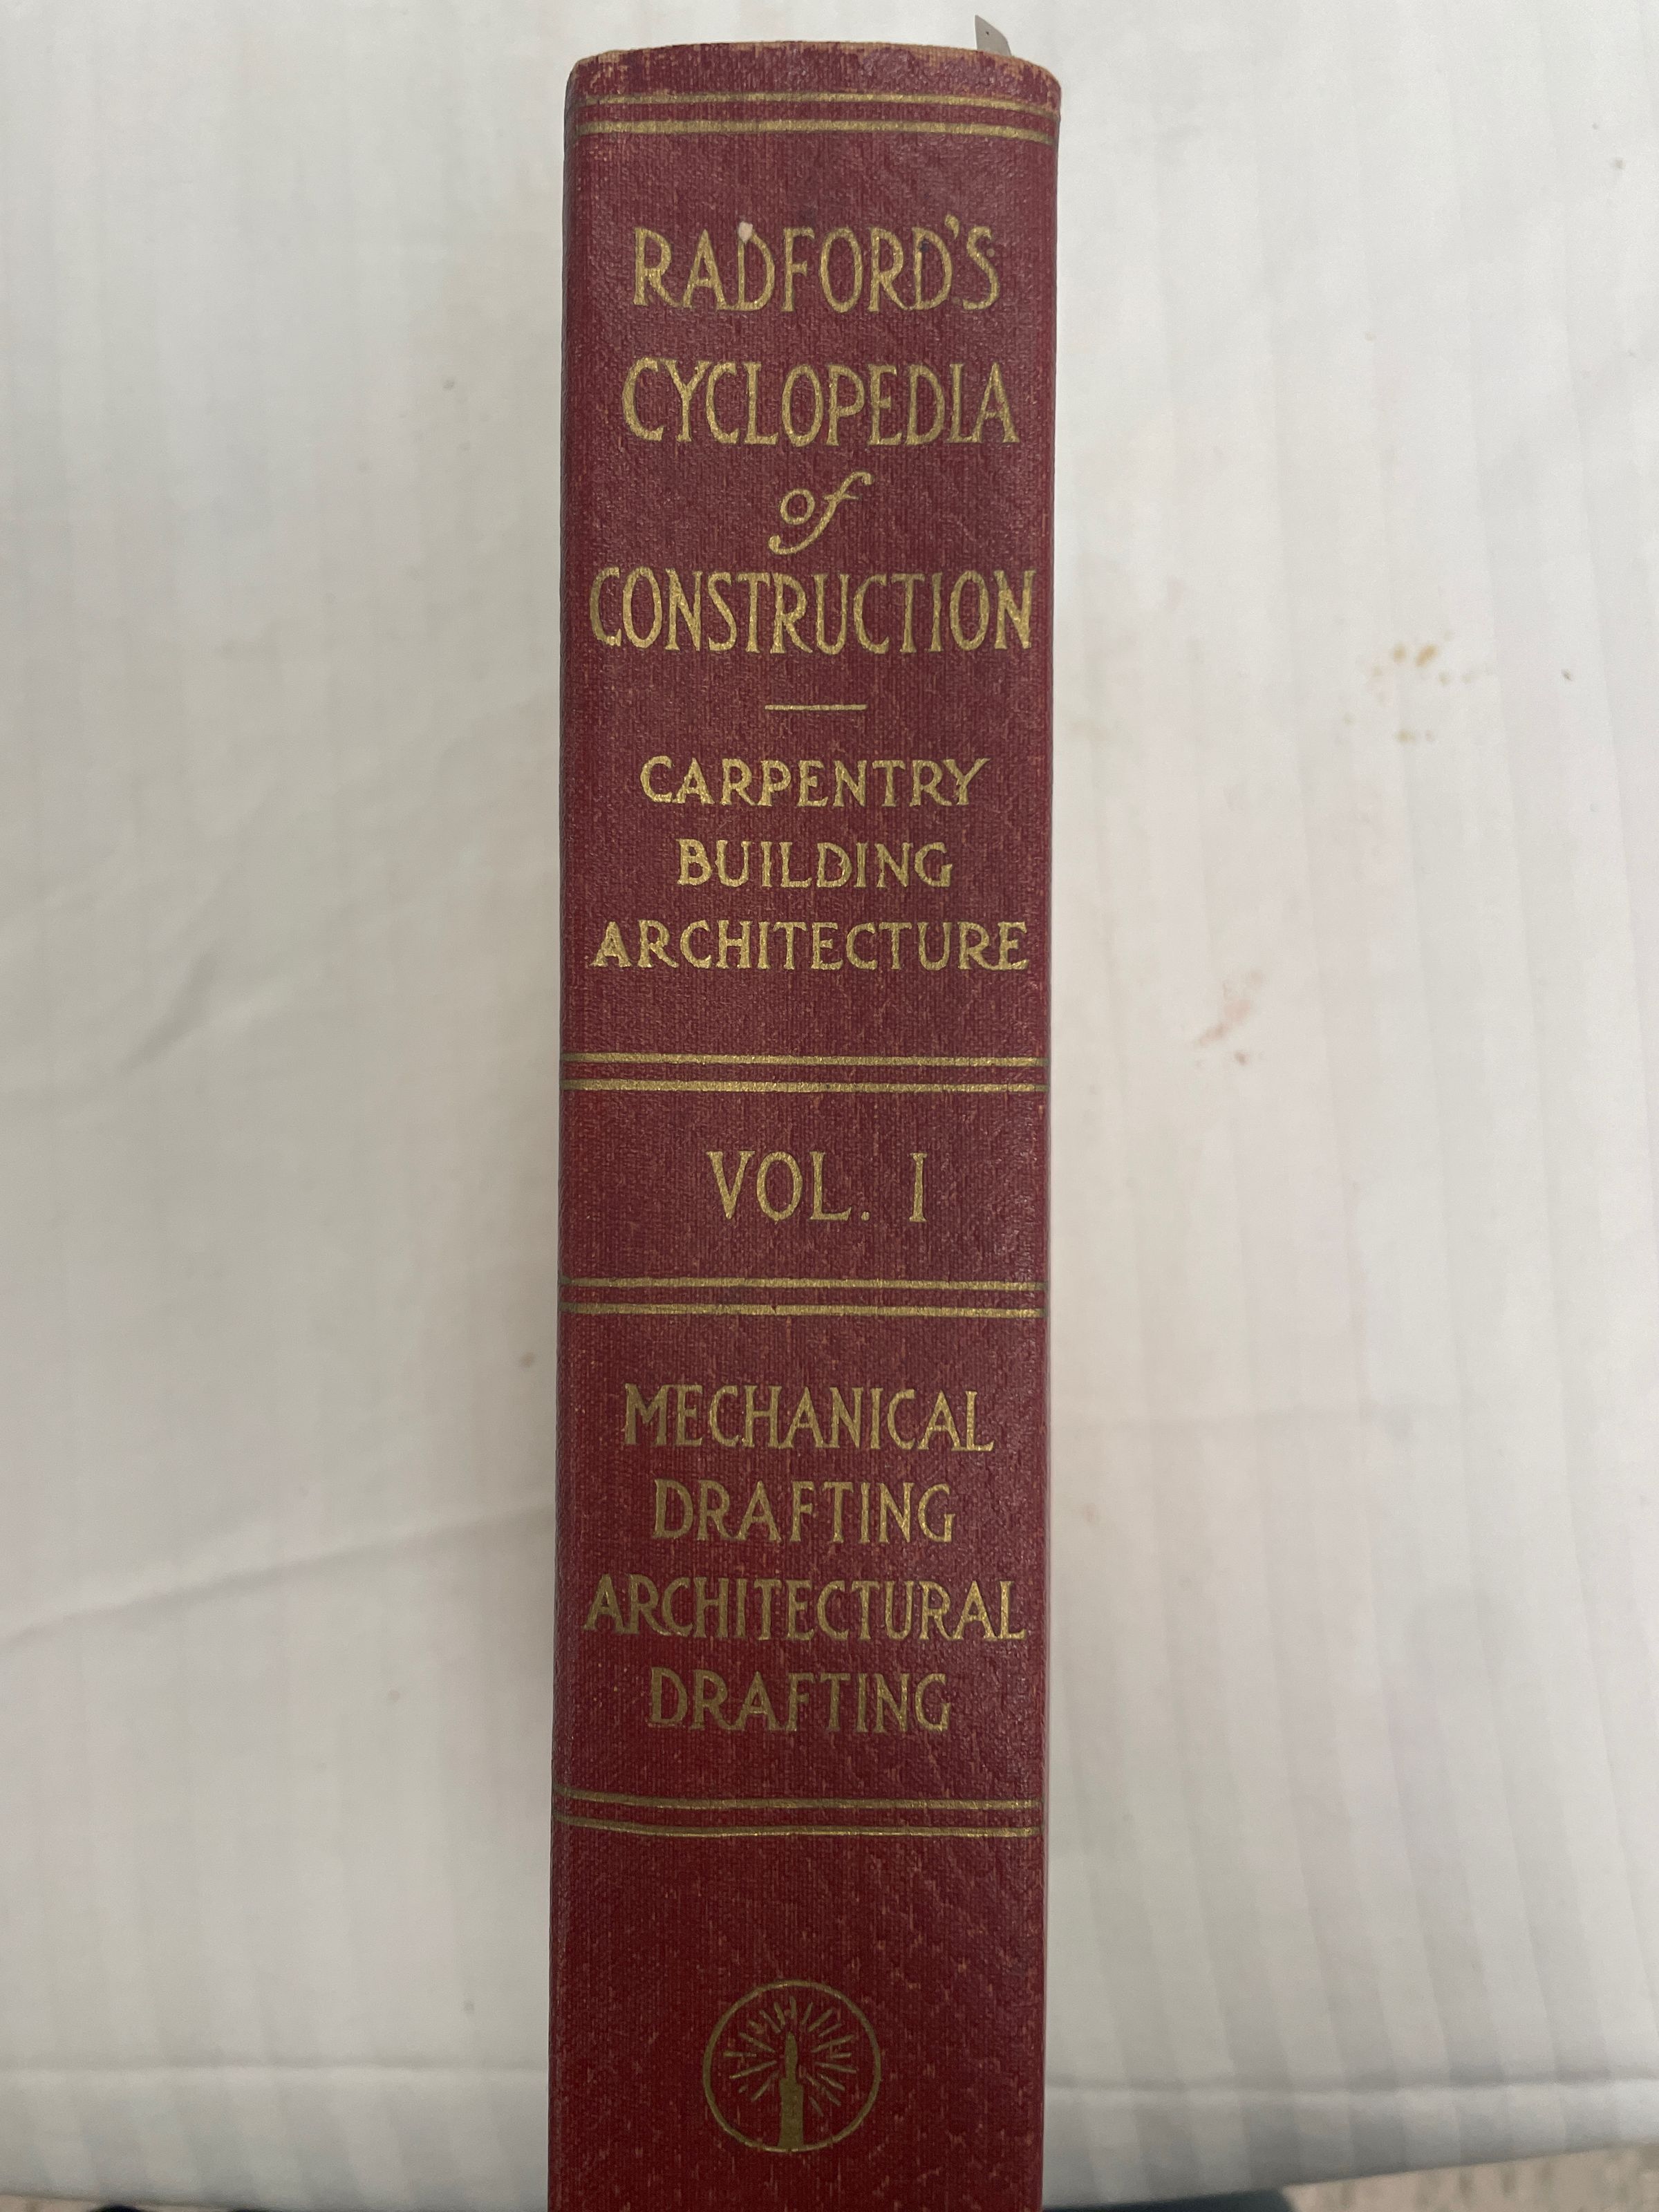 RADFORD'S
CYCLOPEDIA
of
CONSTRUCTION
CARPENTRY
BUILDING
ARCHITECTURE
VOL. I
MECHANICAL
DRAFTING
ARCHITECTURAL
DRAFTING